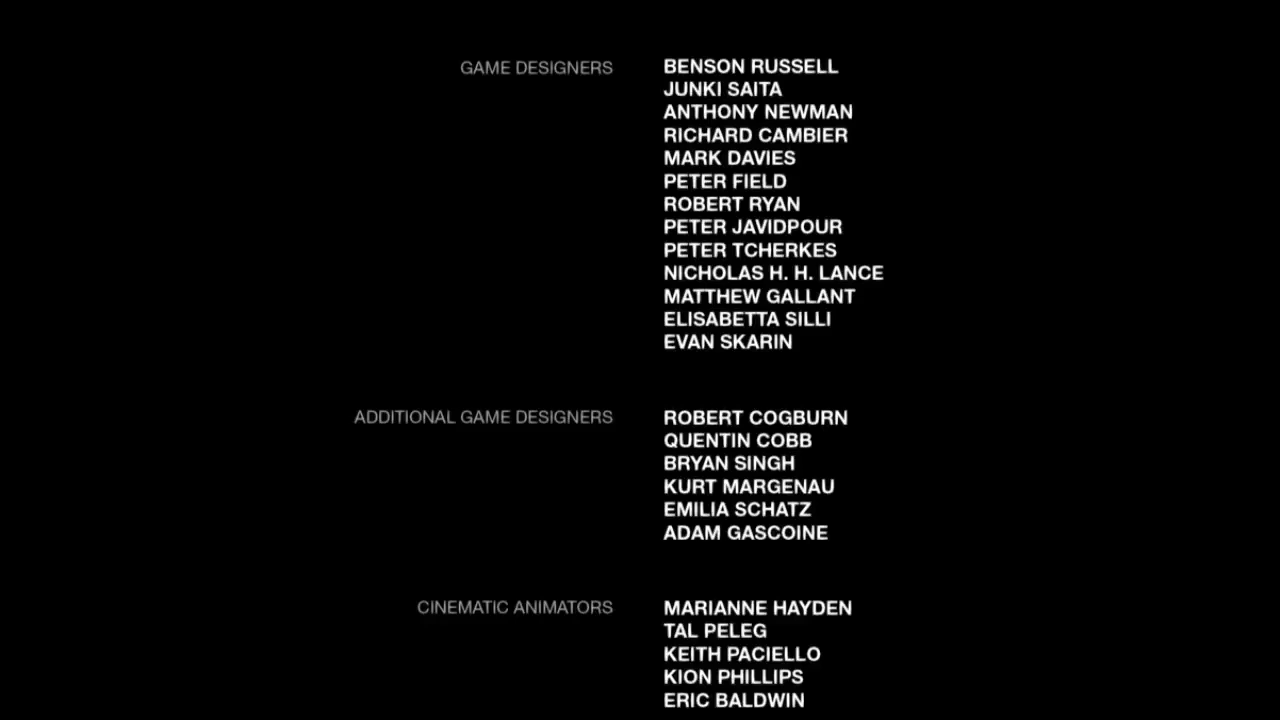 GAME DESIGNERS BENSON RUSSELL
JUNKI SAITA
ANTHONY NEWMAN
RICHARD CAMBIER
MARK DAVIES
PETER FIELD
ROBERT RYAN
PETER JAVIDPOUR
PETER TCHERKES
NICHOLAS H. H. LANCE
MATTHEW GALLANT
ELISABETTA SILLI
EVAN SKARIN
ADDITIONAL GAME DESIGNERS ROBERT COGBURN
QUENTIN COBB
BRYAN SINGH
KURT MARGENAU
EMILIA SCHATZ
ADAM GASCOINE
CINEMATIC ANIMATORS MARIANNE HAYDEN
TAL PELEG
KEITH PACIELLO
KION PHILLIPS
ERIC BALDWIN